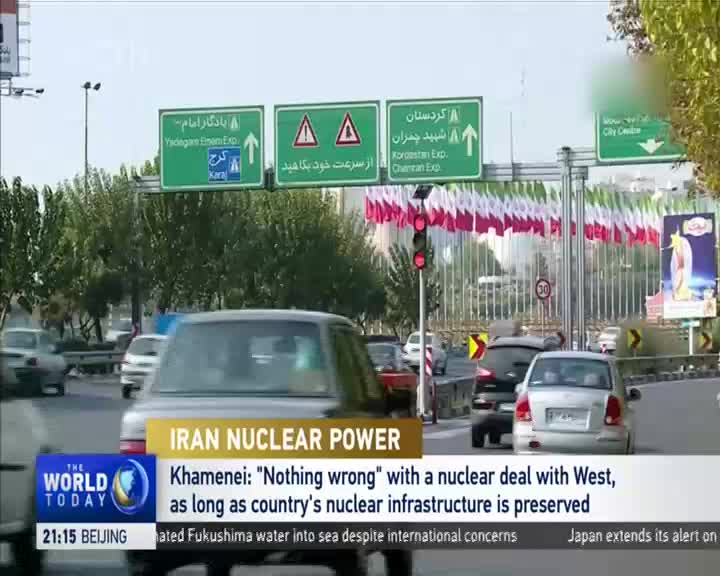 یادگار امام
Yadegare Emam Exp.
کرج
Karaj
از سرعت خود بکاهید
کردستان
شهید چمران
Kordestan Exp.
Chamran Exp.
City Centre
30
IRAN NUCLEAR POWER
THE WORLD TODAY
Khamenei: "Nothing wrong" with a nuclear deal with West,
as long as country's nuclear infrastructure is preserved
21:15 BEIJING
Fukushima water into sea despite international concerns
Japan extends its alert on